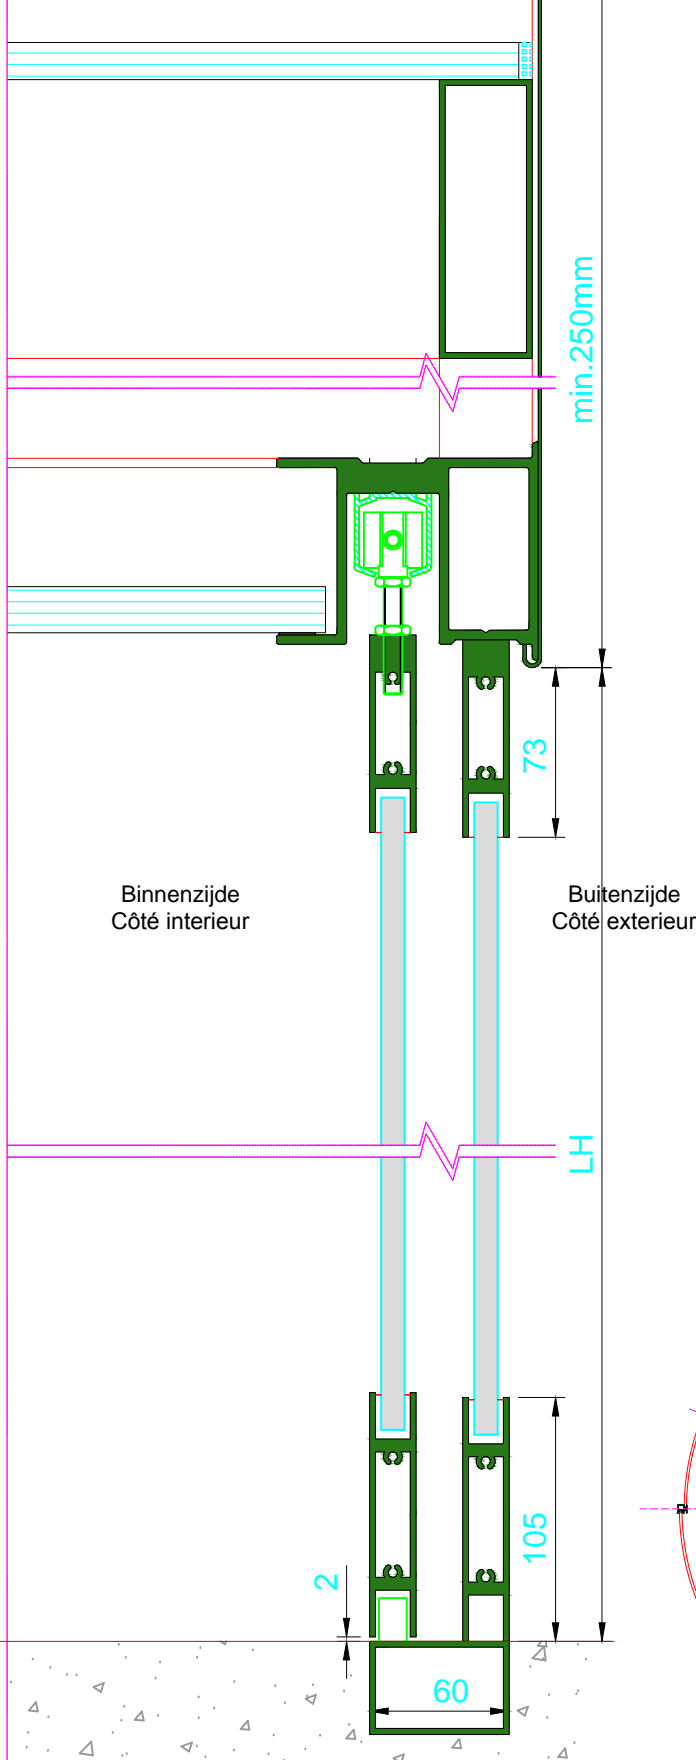 min.250mm
73
Binnenzijde
Côté interieur
Buitenzijde
Côté exterieur
LH
105
2
60